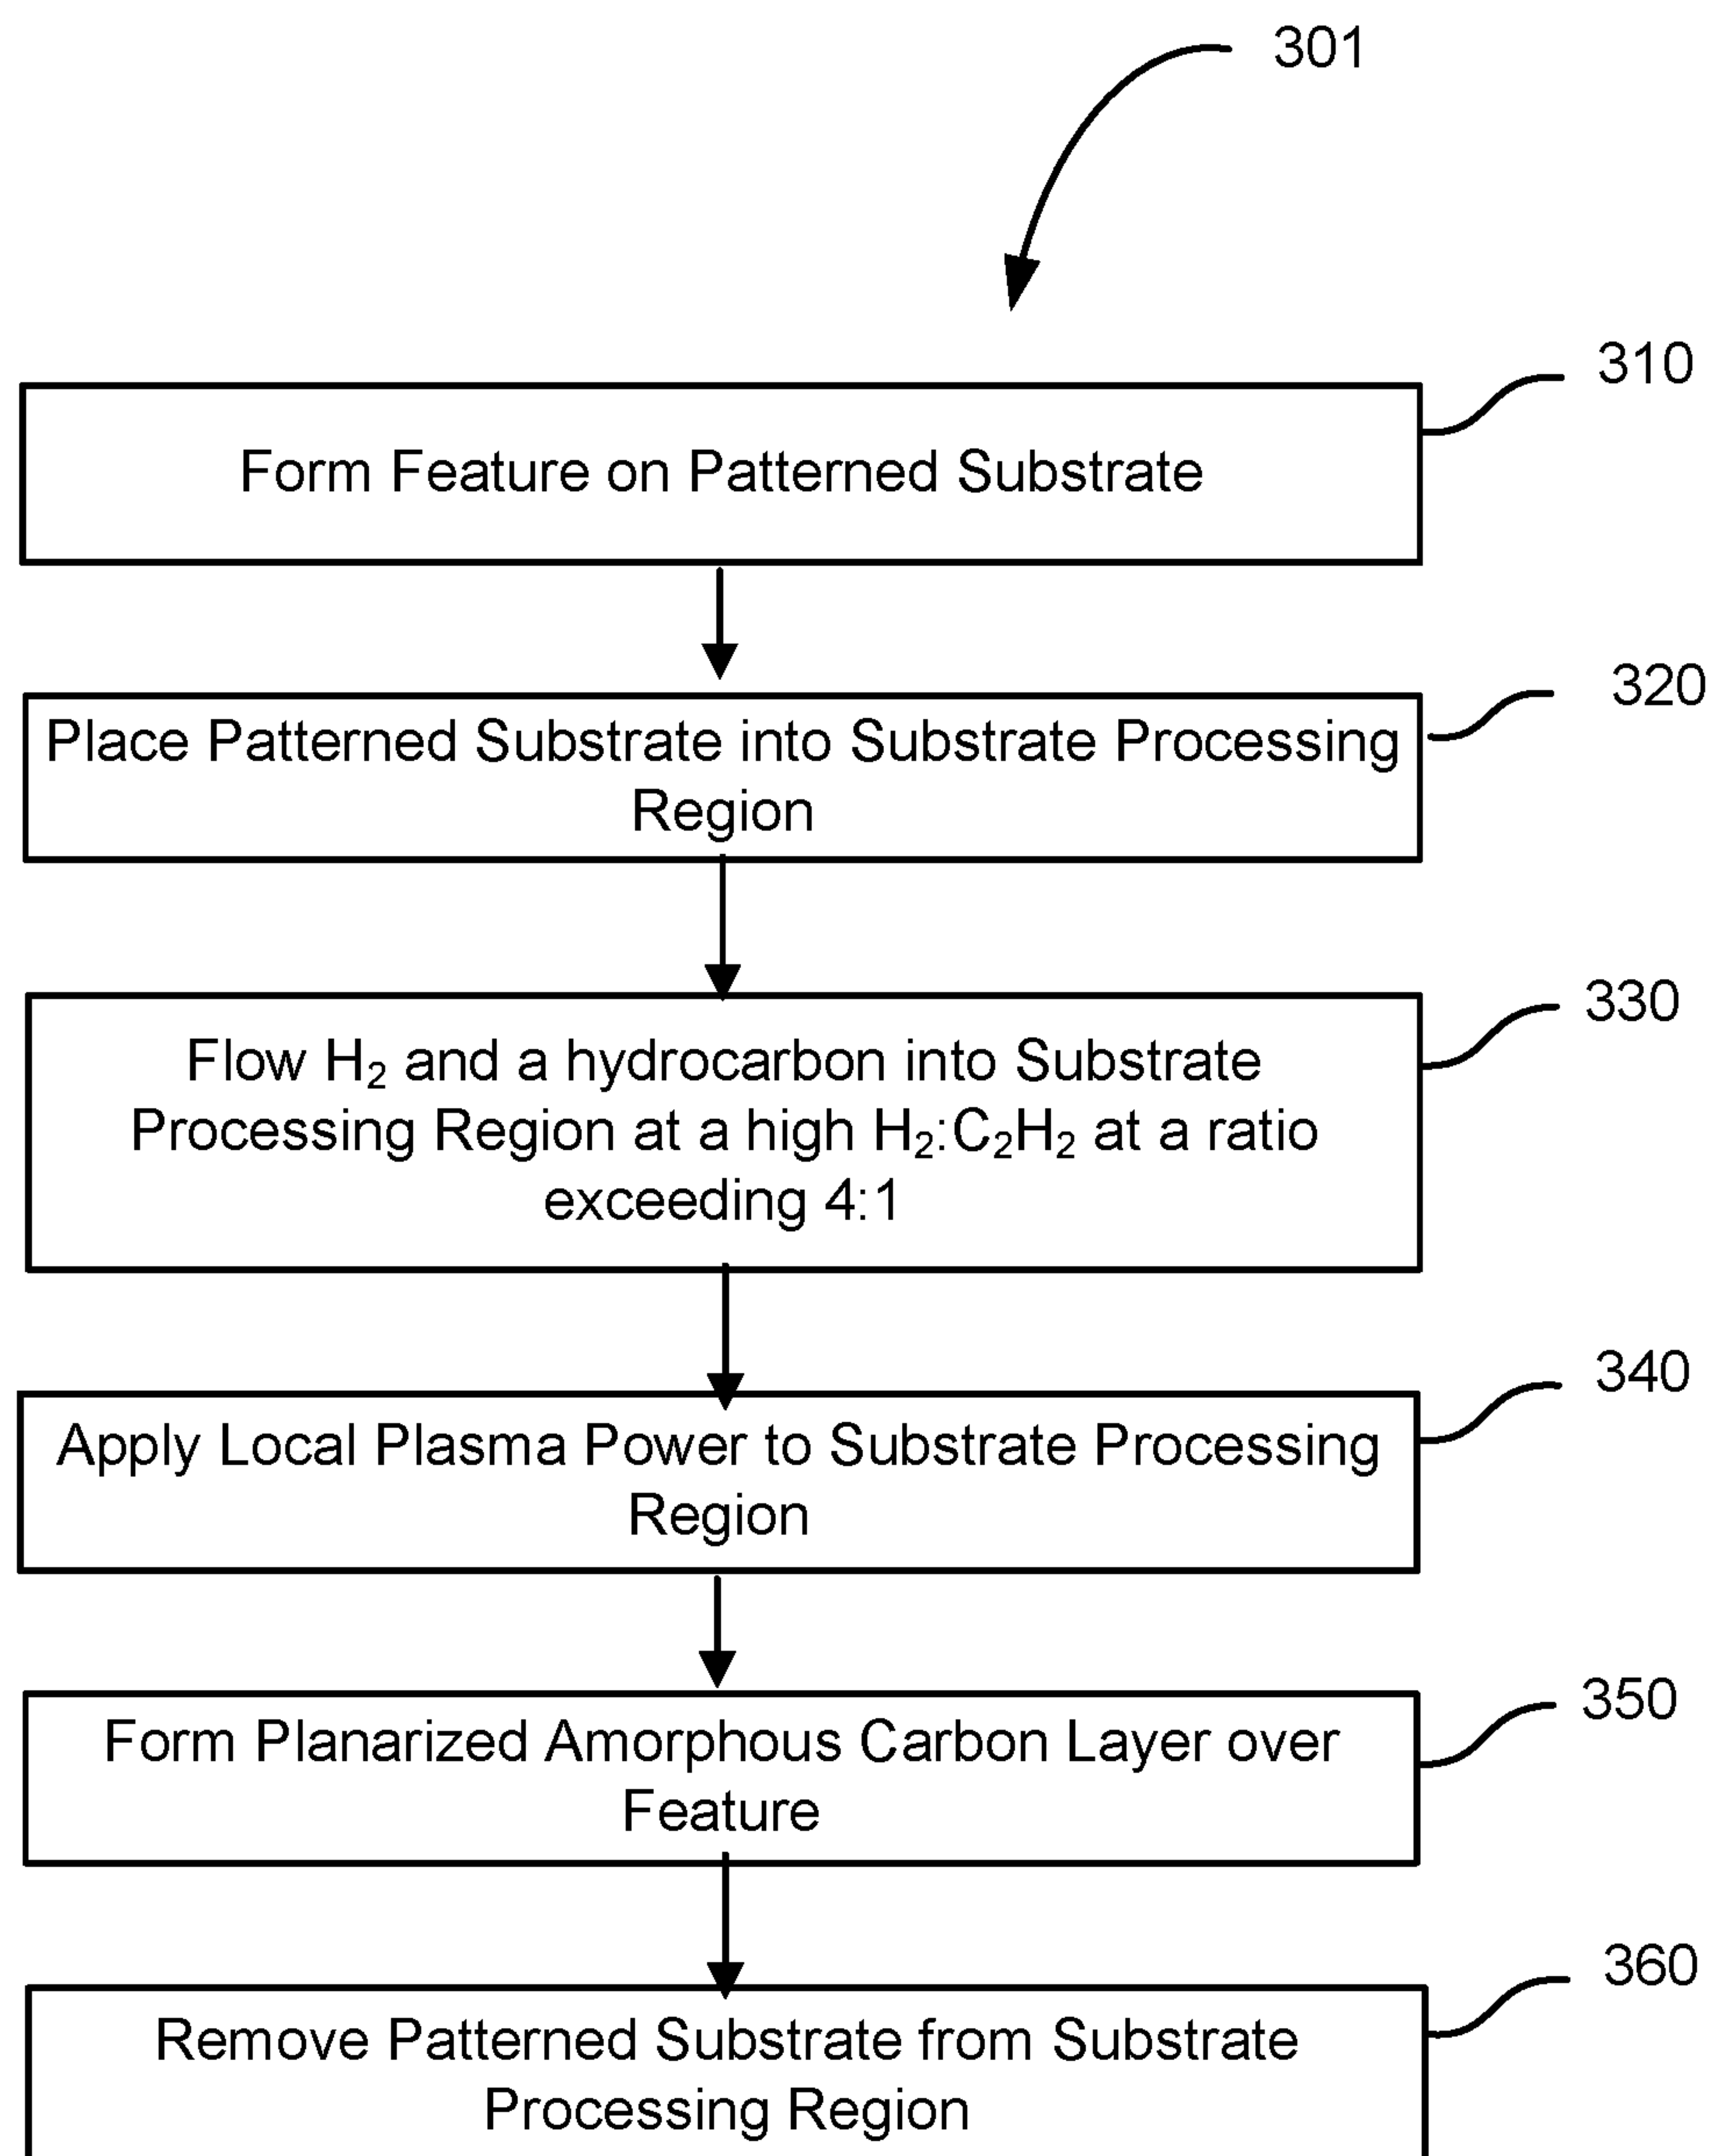 301
310
Form Feature on Patterned Substrate
320
Place Patterned Substrate into Substrate Processing
Region
330
Flow H₂ and a hydrocarbon into Substrate
Processing Region at a high H₂:C₂H₂ at a ratio
exceeding 4:1
340
Apply Local Plasma Power to Substrate Processing
Region
350
Form Planarized Amorphous Carbon Layer over
Feature
360
Remove Patterned Substrate from Substrate
Processing Region